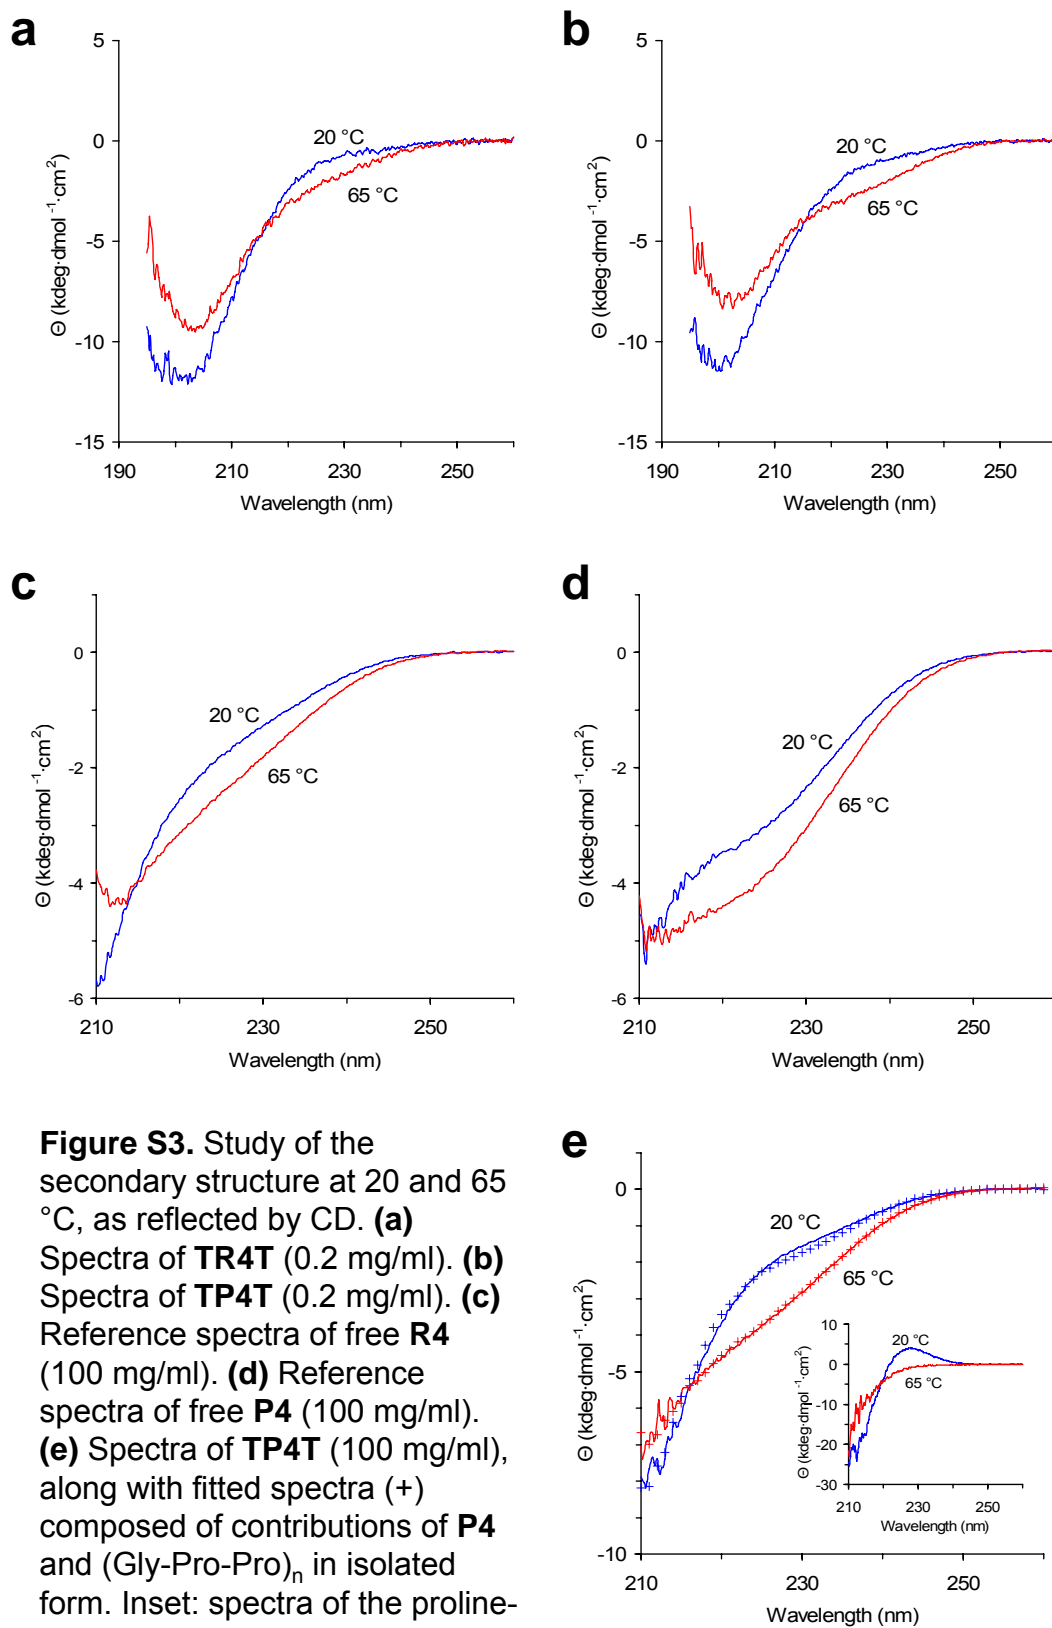 a
5
0
-5
-10
-15
190
210
230
250
20 °C
65 °C
Θ (kdeg·dmol⁻¹·cm²)
Wavelength (nm)
b
5
0
-5
-10
-15
190
210
230
250
20 °C
65 °C
Θ (kdeg·dmol⁻¹·cm²)
Wavelength (nm)
c
0
-2
-4
-6
210
230
250
20 °C
65 °C
Θ (kdeg·dmol⁻¹·cm²)
Wavelength (nm)
d
0
-2
-4
-6
210
230
250
20 °C
65 °C
Θ (kdeg·dmol⁻¹·cm²)
Wavelength (nm)
Figure S3. Study of the
secondary structure at 20 and 65
°C, as reflected by CD. (a)
Spectra of TR4T (0.2 mg/ml). (b)
Spectra of TP4T (0.2 mg/ml). (c)
Reference spectra of free R4
(100 mg/ml). (d) Reference
spectra of free P4 (100 mg/ml).
(e) Spectra of TP4T (100 mg/ml),
along with fitted spectra (+)
composed of contributions of P4
and (Gly-Pro-Pro)n in isolated
form. Inset: spectra of the proline-
e
0
-5
-10
210
230
250
20 °C
65 °C
Θ (kdeg·dmol⁻¹·cm²)
Wavelength (nm)
10
0
-10
-20
-30
210
230
250
20 °C
65 °C
Θ (kdeg·dmol⁻¹·cm²)
Wavelength (nm)